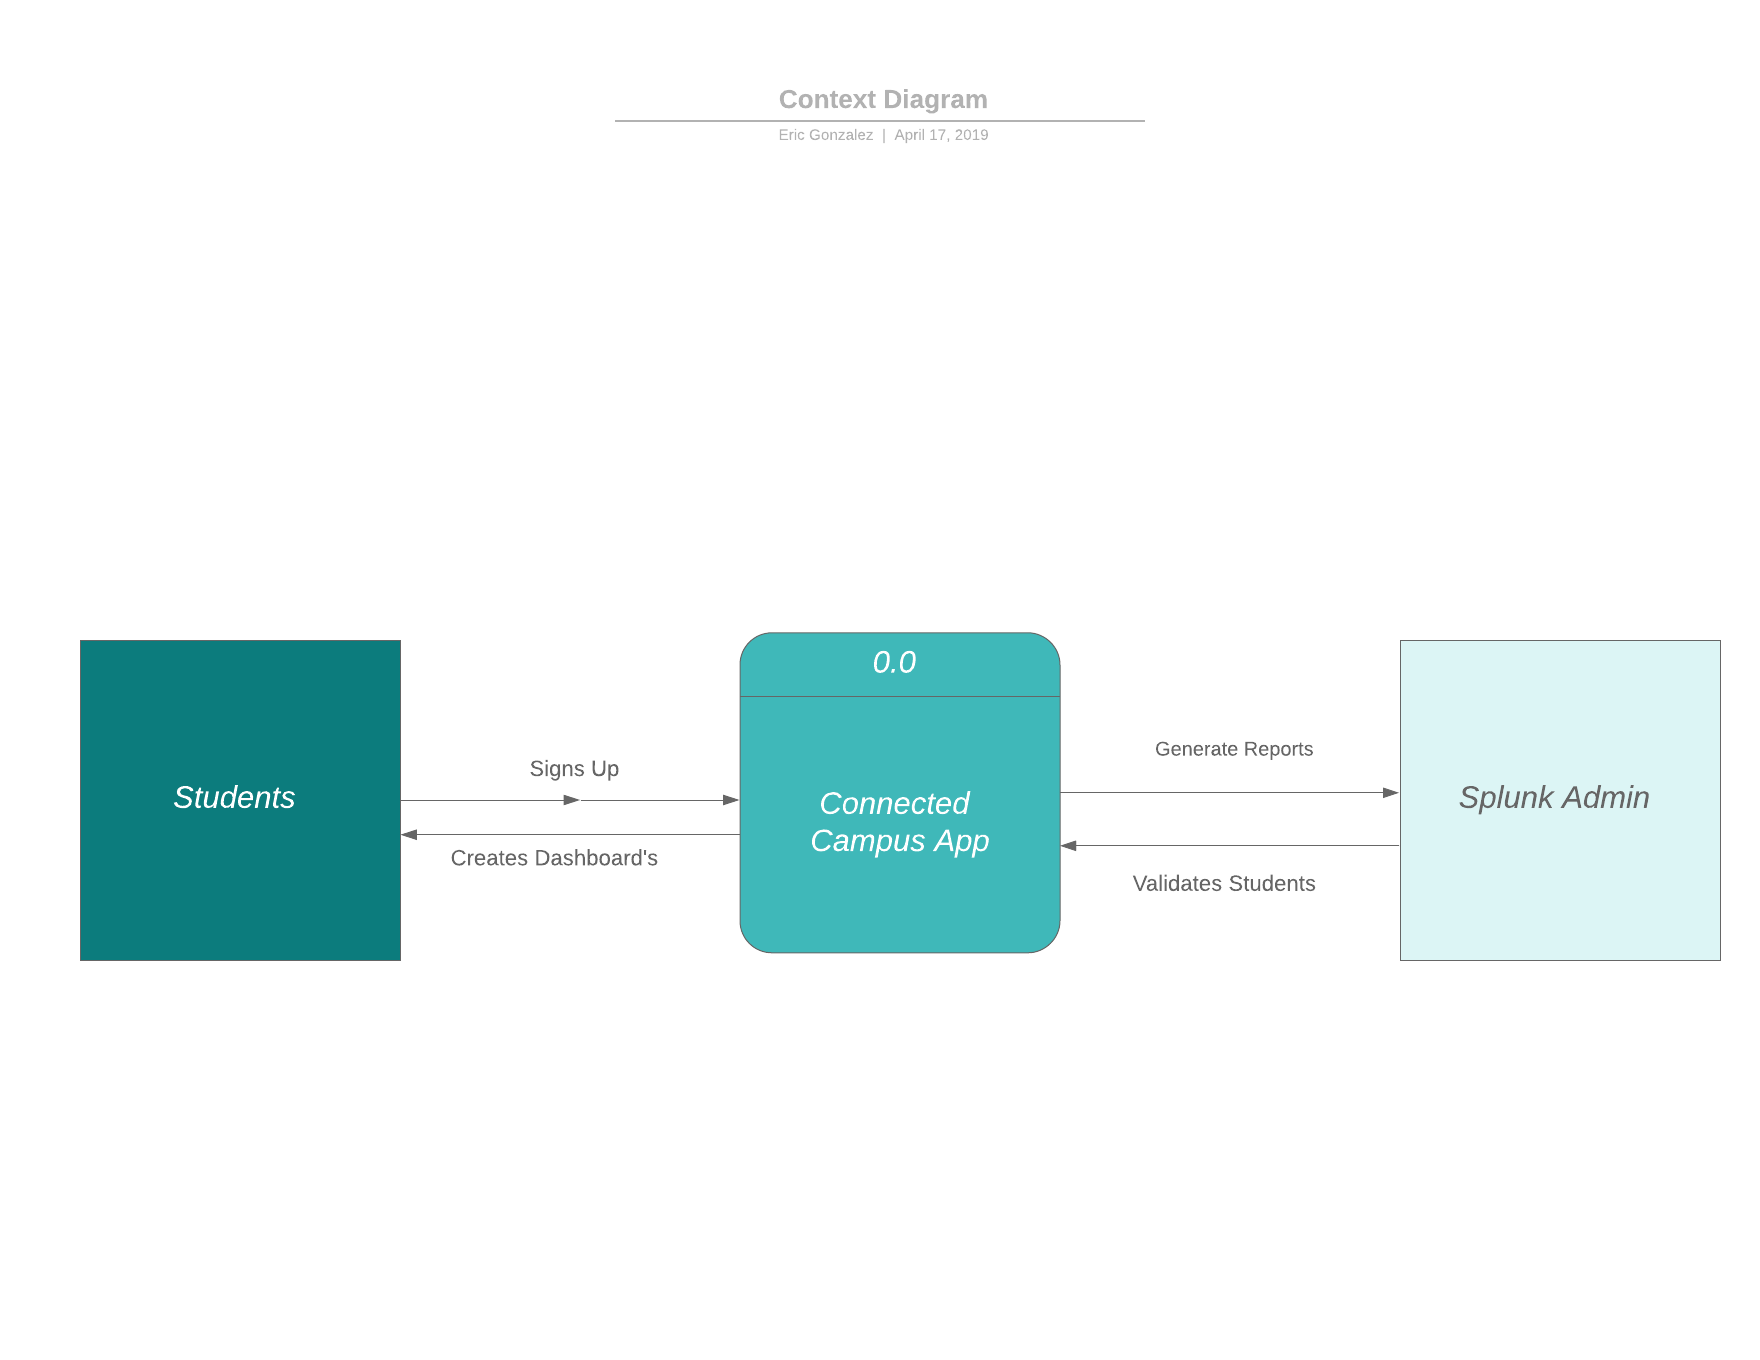 Context Diagram
Eric Gonzalez | April 17, 2019
0.0
Generate Reports
Signs Up
Students
Connected
Campus App
Splunk Admin
Creates Dashboard's
Validates Students